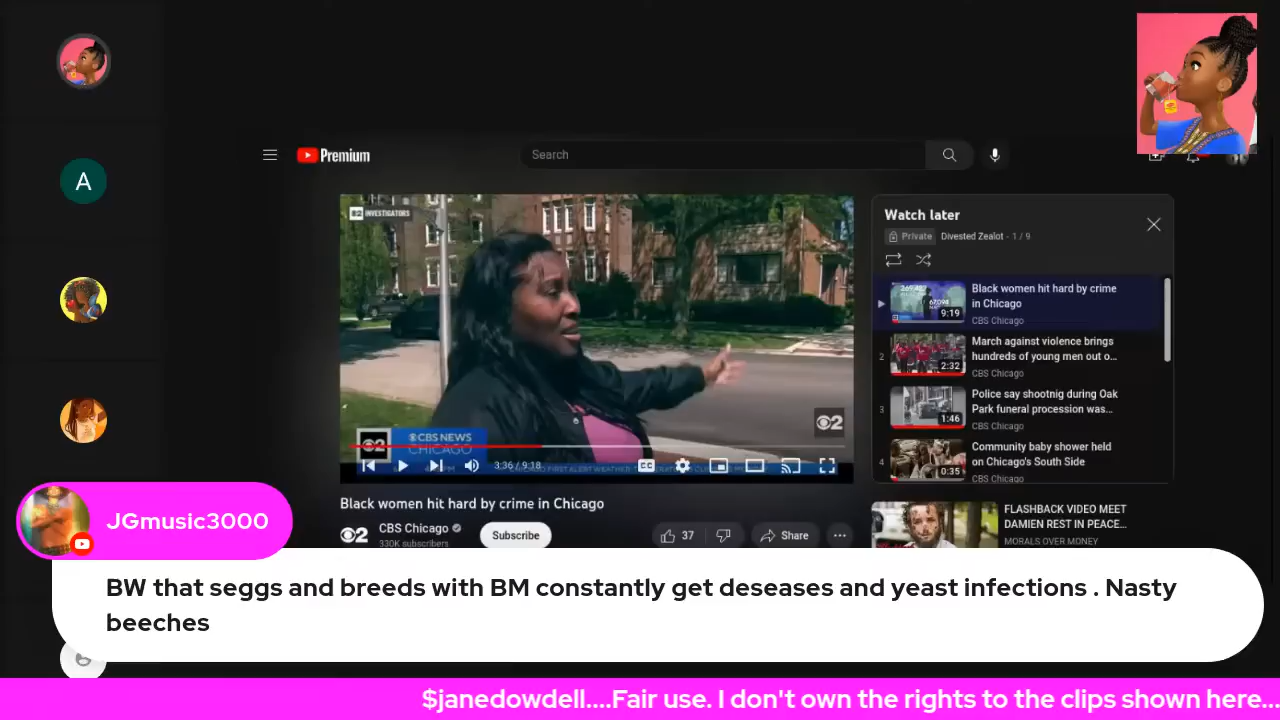 Premium
Search
2 INVESTIGATORS
CBS NEWS
CHICAGO
3:36 / 9:18
CC
Black women hit hard by crime in Chicago
CBS Chicago
330K subscribers
Subscribe
37
Share
Watch later
Private
Divested Zealot - 1 / 9
Black women hit hard by crime
in Chicago
CBS Chicago
9:19
2
March against violence brings
hundreds of young men out o...
CBS Chicago
2:32
3
Police say shootnig during Oak
Park funeral procession was...
CBS Chicago
1:46
4
Community baby shower held
on Chicago's South Side
CBS Chicago
0:35
FLASHBACK VIDEO MEET
DAMIEN REST IN PEACE...
MORALS OVER MONEY
A
JGmusic3000
BW that seggs and breeds with BM constantly get deseases and yeast infections . Nasty
beeches
$janedowdell....Fair use. I don't own the rights to the clips shown here...